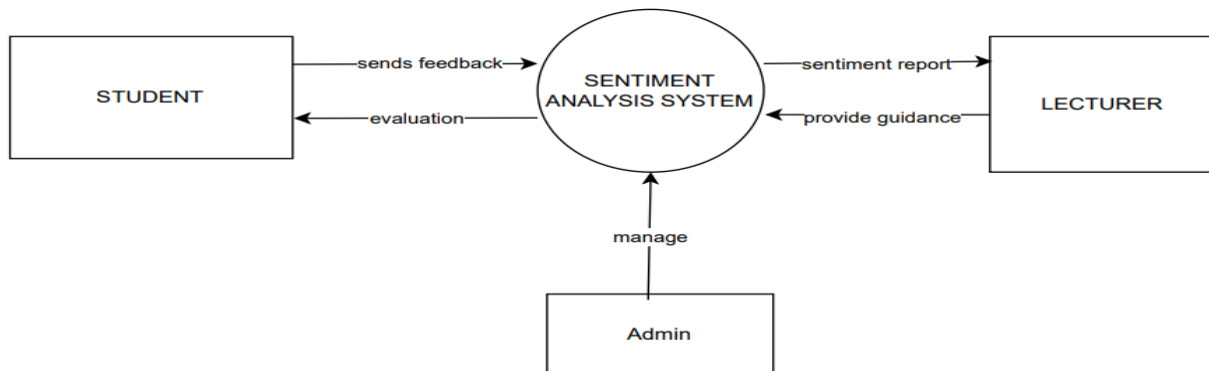 sends feedback
sentiment report
SENTIMENT
ANALYSIS SYSTEM
STUDENT
LECTURER
evaluation
provide guidance
manage
Admin